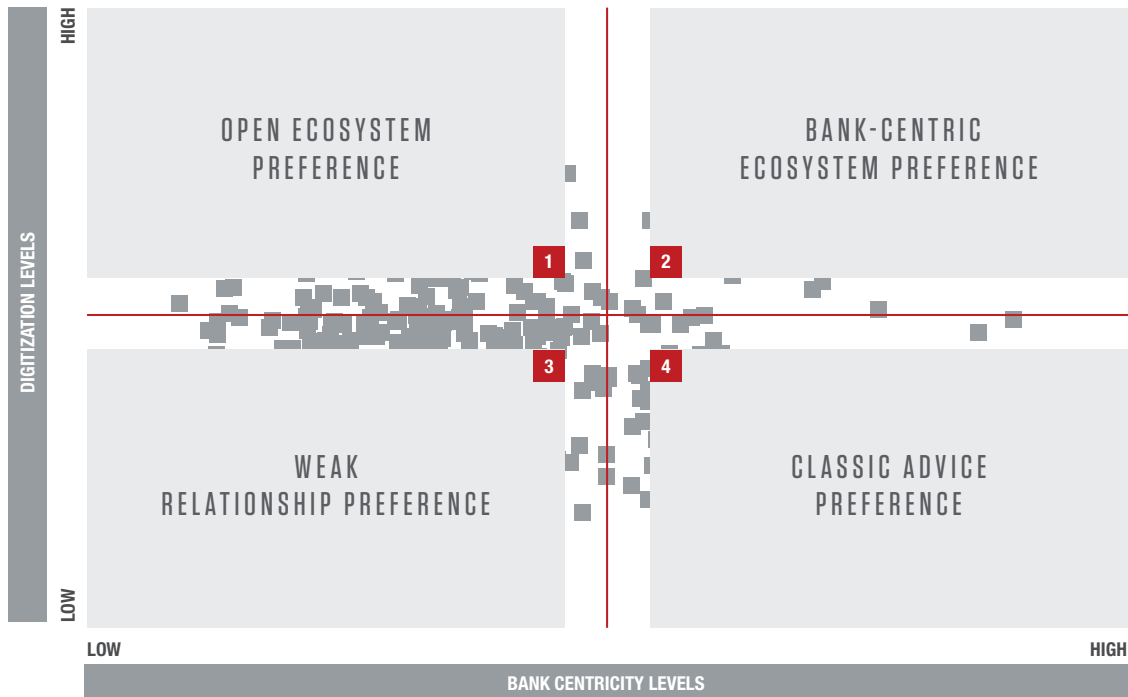 HIGH
DIGITIZATION LEVELS
LOW
OPEN ECOSYSTEM
PREFERENCE
1
BANK-CENTRIC
ECOSYSTEM PREFERENCE
2
3
WEAK
RELATIONSHIP PREFERENCE
4
CLASSIC ADVICE
PREFERENCE
LOW
HIGH
BANK CENTRICITY LEVELS